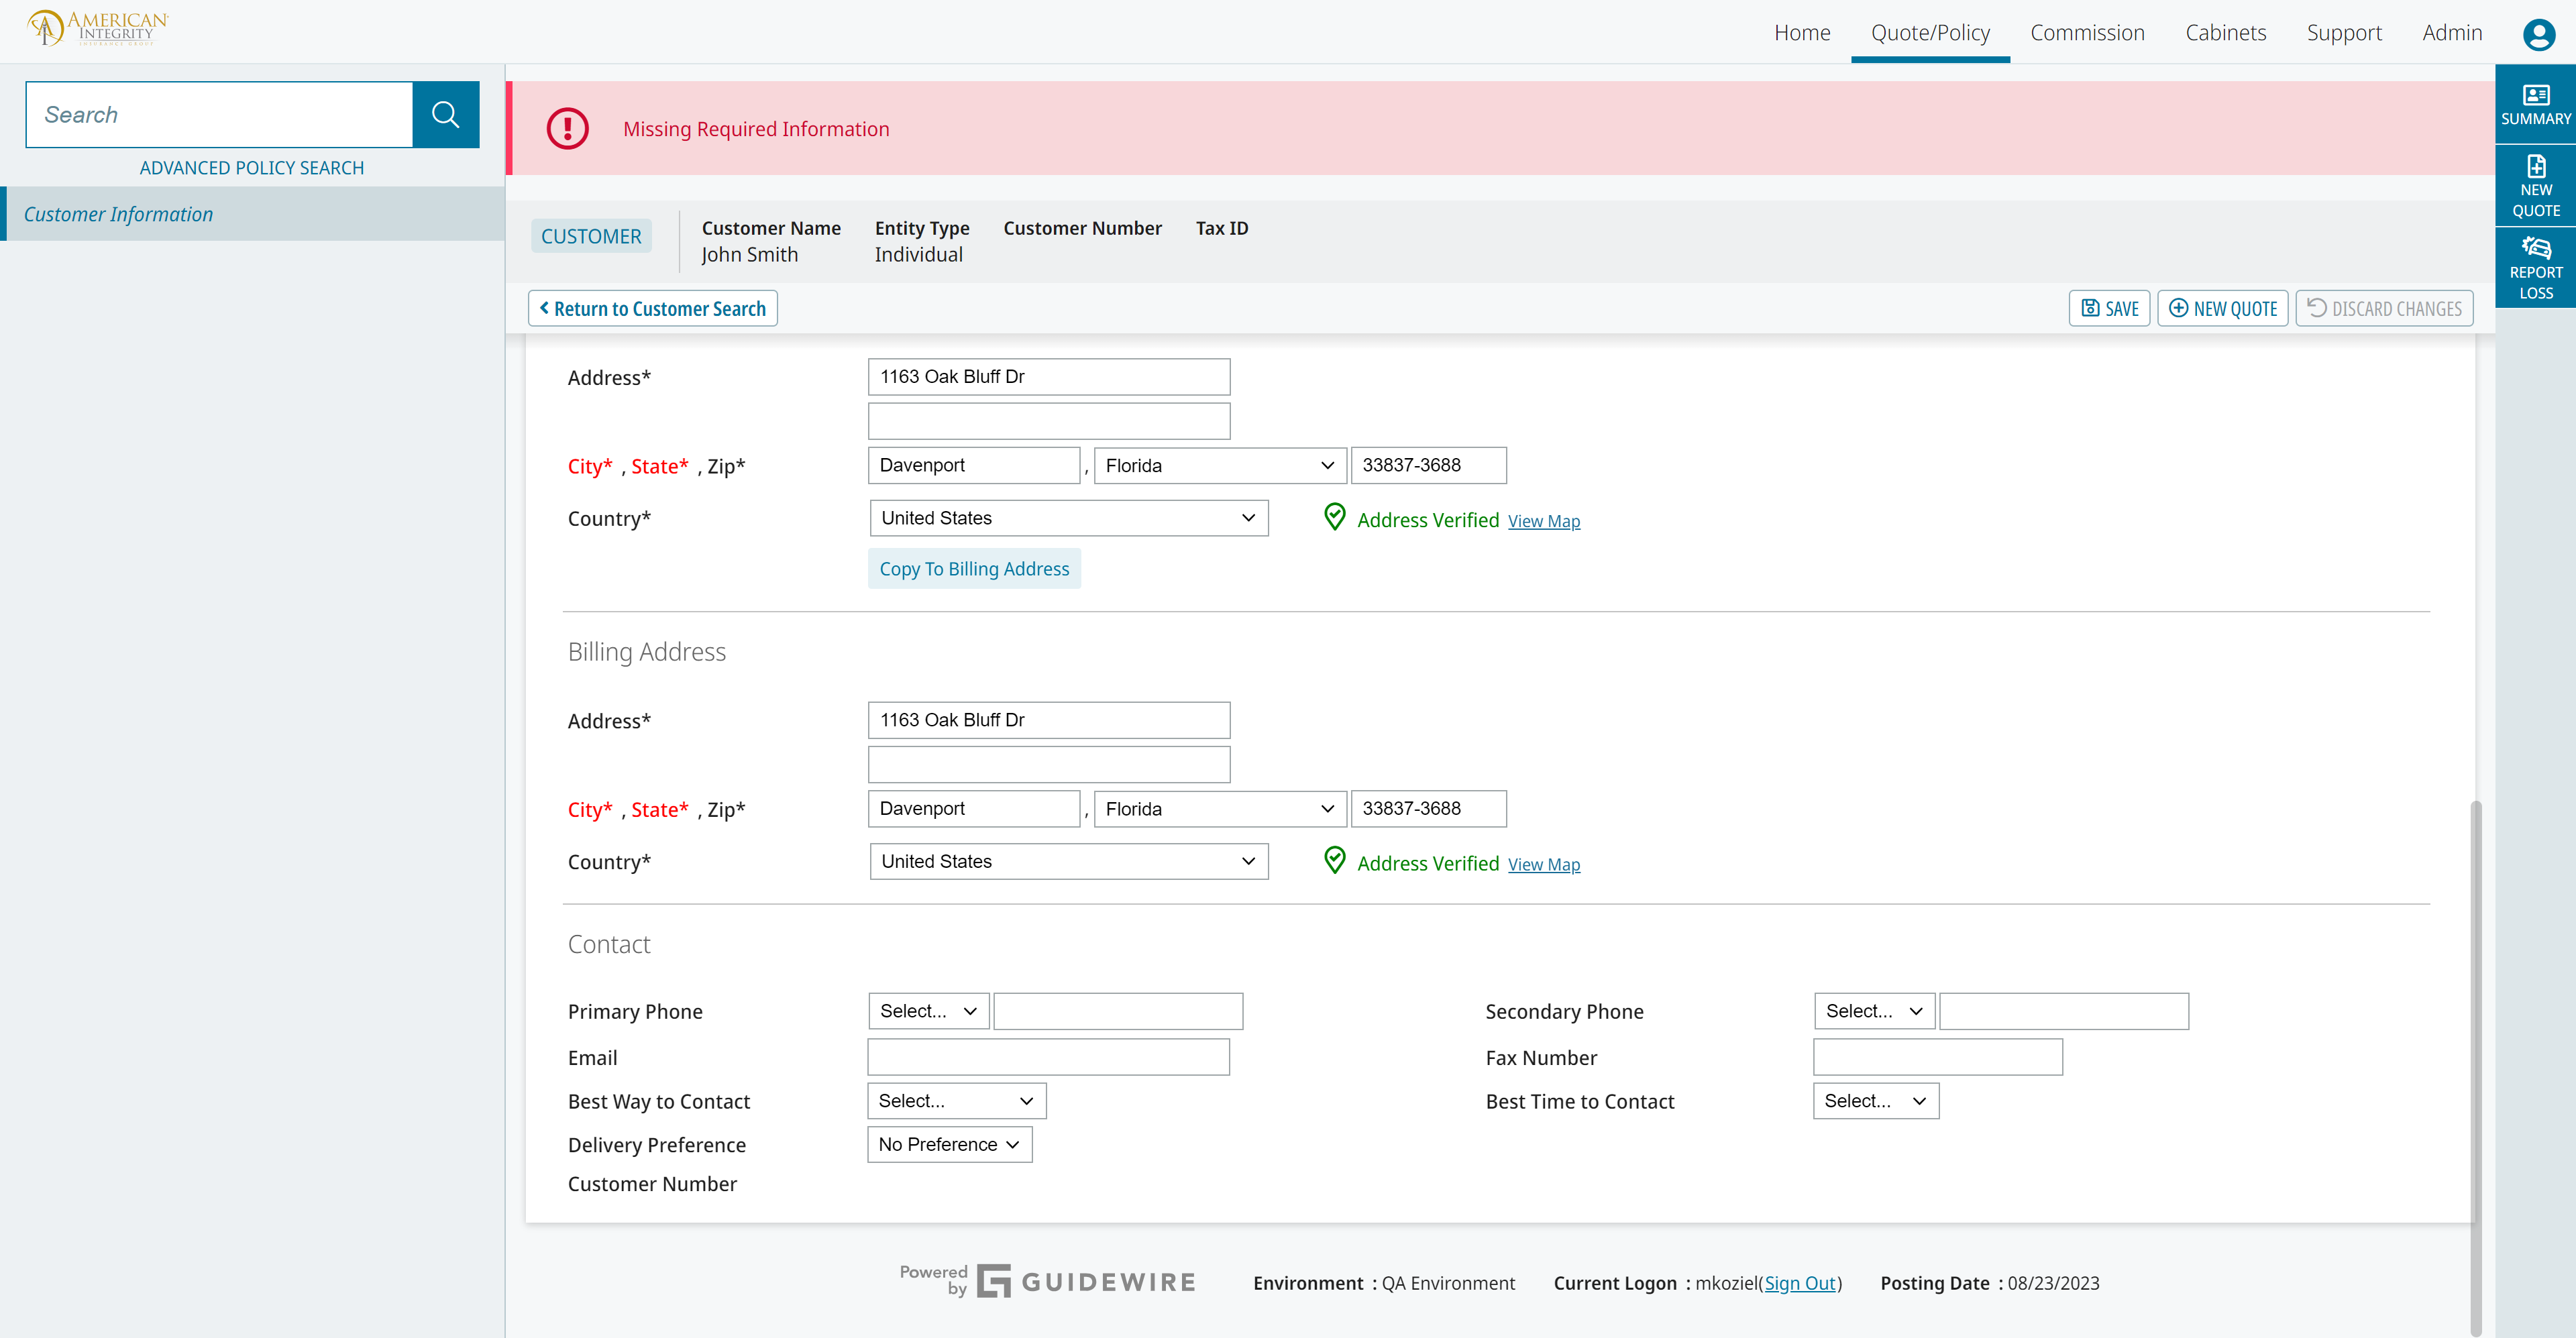 AMERICAN
INTEGRITY
INSURANCE GROUP
Home Quote/Policy Commission Cabinets Support Admin
Search
ADVANCED POLICY SEARCH
Customer Information
Missing Required Information
SUMMARY
NEW
QUOTE
REPORT
LOSS
CUSTOMER
Customer Name Entity Type Customer Number Tax ID
John Smith Individual
Return to Customer Search SAVE NEW QUOTE DISCARD CHANGES
Address* 1163 Oak Bluff Dr
City* , State* , Zip* Davenport , Florida 33837-3688
Country* United States Address Verified View Map
Copy To Billing Address
Billing Address
Address* 1163 Oak Bluff Dr
City* , State* , Zip* Davenport , Florida 33837-3688
Country* United States Address Verified View Map
Contact
Primary Phone Select... Secondary Phone Select...
Email Fax Number
Best Way to Contact Select... Best Time to Contact Select...
Delivery Preference No Preference
Customer Number
Powered by GUIDEWIRE Environment : QA Environment Current Logon : mkoziel(Sign Out) Posting Date : 08/23/2023